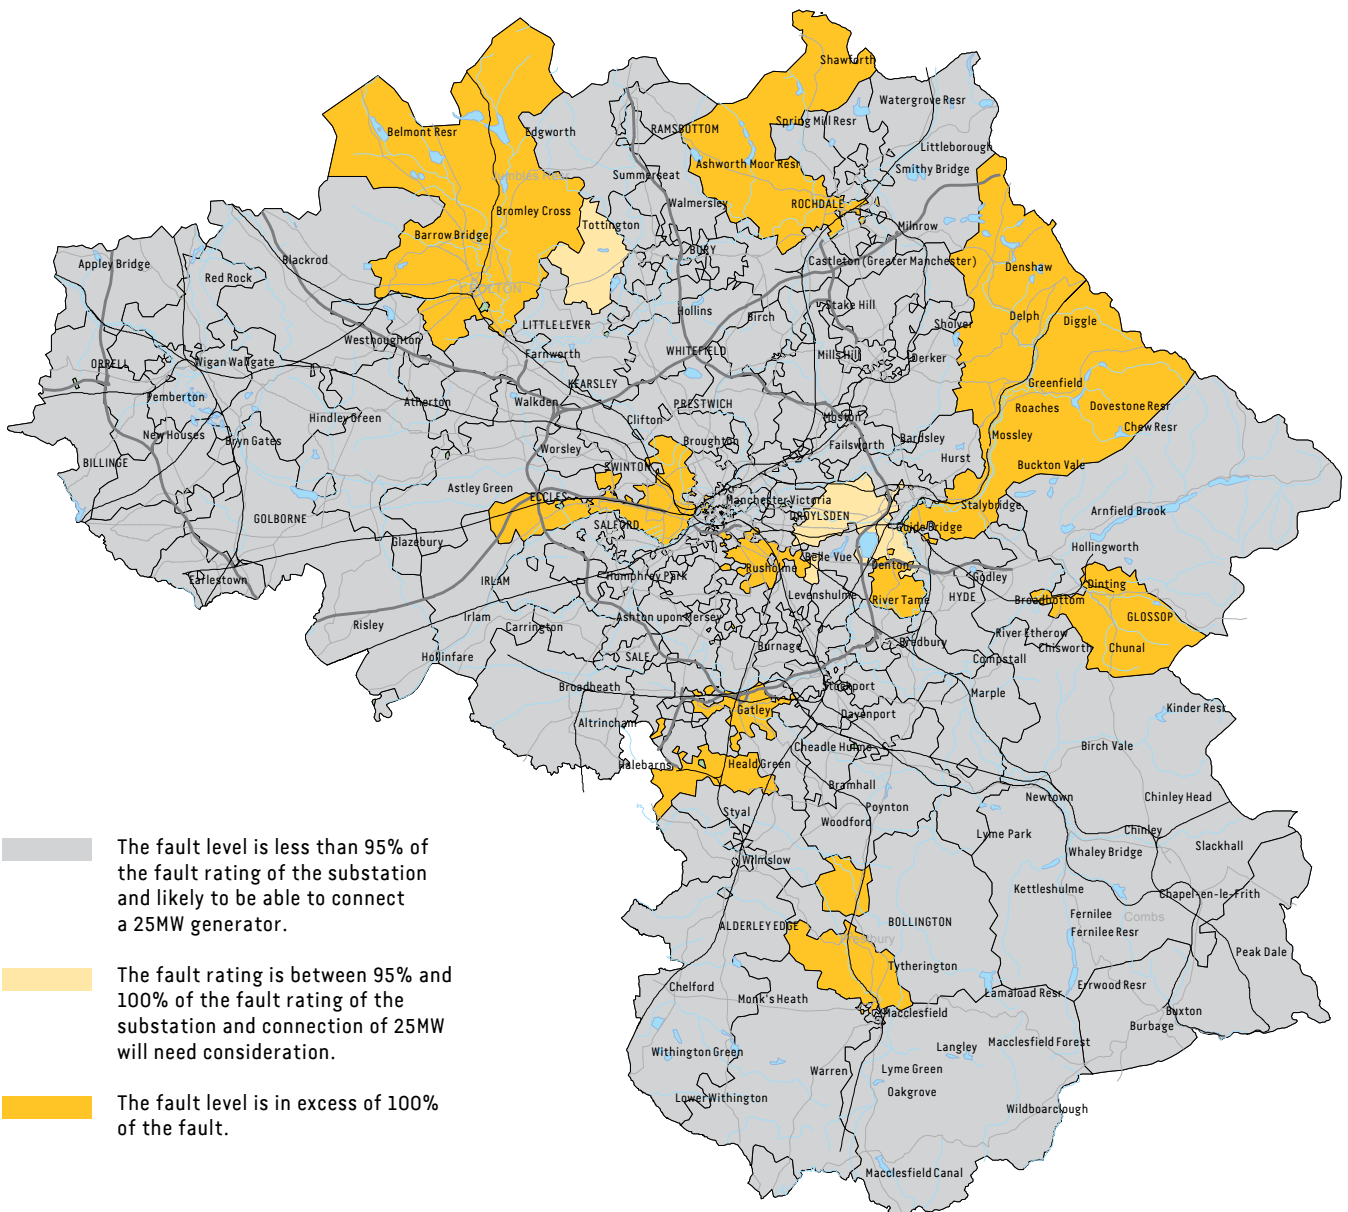 Shawforth
Watergrove Resr
Belmont Resr
Edgworth
RAMSBOTTOM
Spring Mill Resr
Littleborough
Ashworth Moor Resr
Smithy Bridge
Summerseat
Walmersley
ROCHDALE
Bromley Cross
Tottington
Milnrow
Barrow Bridge
BURY
Castleton (Greater Manchester)
Appley Bridge
Blackrod
Red Rock
Denshaw
BOLTON
Stake Hill
Hollins
Birch
Delph
Diggle
LITTLE LEVER
Sholver
Westhoughton
Farnworth
WHITEFIELD
Mills Hill
Derker
ORRELL
Wigan Wallgate
KEARSLEY
Greenfield
Pemberton
Atherton
Walkden
PRESTWICH
Roaches
Dovestone Resr
Hindley Green
Clifton
Moston
Chew Resr
New Houses
Bryn Gates
Worsley
Broughton
Failsworth
Bardsley
Mossley
BILLINGE
SWINTON
Hurst
Buckton Vale
Astley Green
ECCLES
Manchester Victoria
Stalybridge
GOLBORNE
SALFORD
DROYLSDEN
Guide Bridge
Arnfield Brook
Glazebury
Belle Vue
Hollingworth
Earlestown
IRLAM
Humphrey Park
Rusholme
Denton
Godley
Dinting
Levenshulme
River Tame
HYDE
Broadbottom
Risley
Irlam
Carrington
Ashton upon Mersey
GLOSSOP
River Etherow
Hollinfare
SALE
Burnage
Bredbury
Chisworth
Chunal
Compstall
Broadheath
Stockport
Marple
Altrincham
Gatley
Davenport
Kinder Resr
Cheadle Hulme
Birch Vale
Halebarns
Heald Green
Bramhall
Newtown
Chinley Head
Styal
Poynton
Woodford
Lyme Park
Chinley
Whaley Bridge
Slackhall
Wilmslow
Kettleshulme
Chapel-en-le-Frith
ALDERLEY EDGE
BOLLINGTON
Fernilee
Combs
Fernilee Resr
Tytherington
Peak Dale
Chelford
Monk's Heath
Lamaload Resr
Errwood Resr
Macclesfield
Buxton
Burbage
Withington Green
Langley
Macclesfield Forest
Warren
Lyme Green
Lower Withington
Oakgrove
Wildboarclough
Macclesfield Canal
The fault level is less than 95% of
the fault rating of the substation
and likely to be able to connect
a 25MW generator.
The fault rating is between 95% and
100% of the fault rating of the
substation and connection of 25MW
will need consideration.
The fault level is in excess of 100%
of the fault.